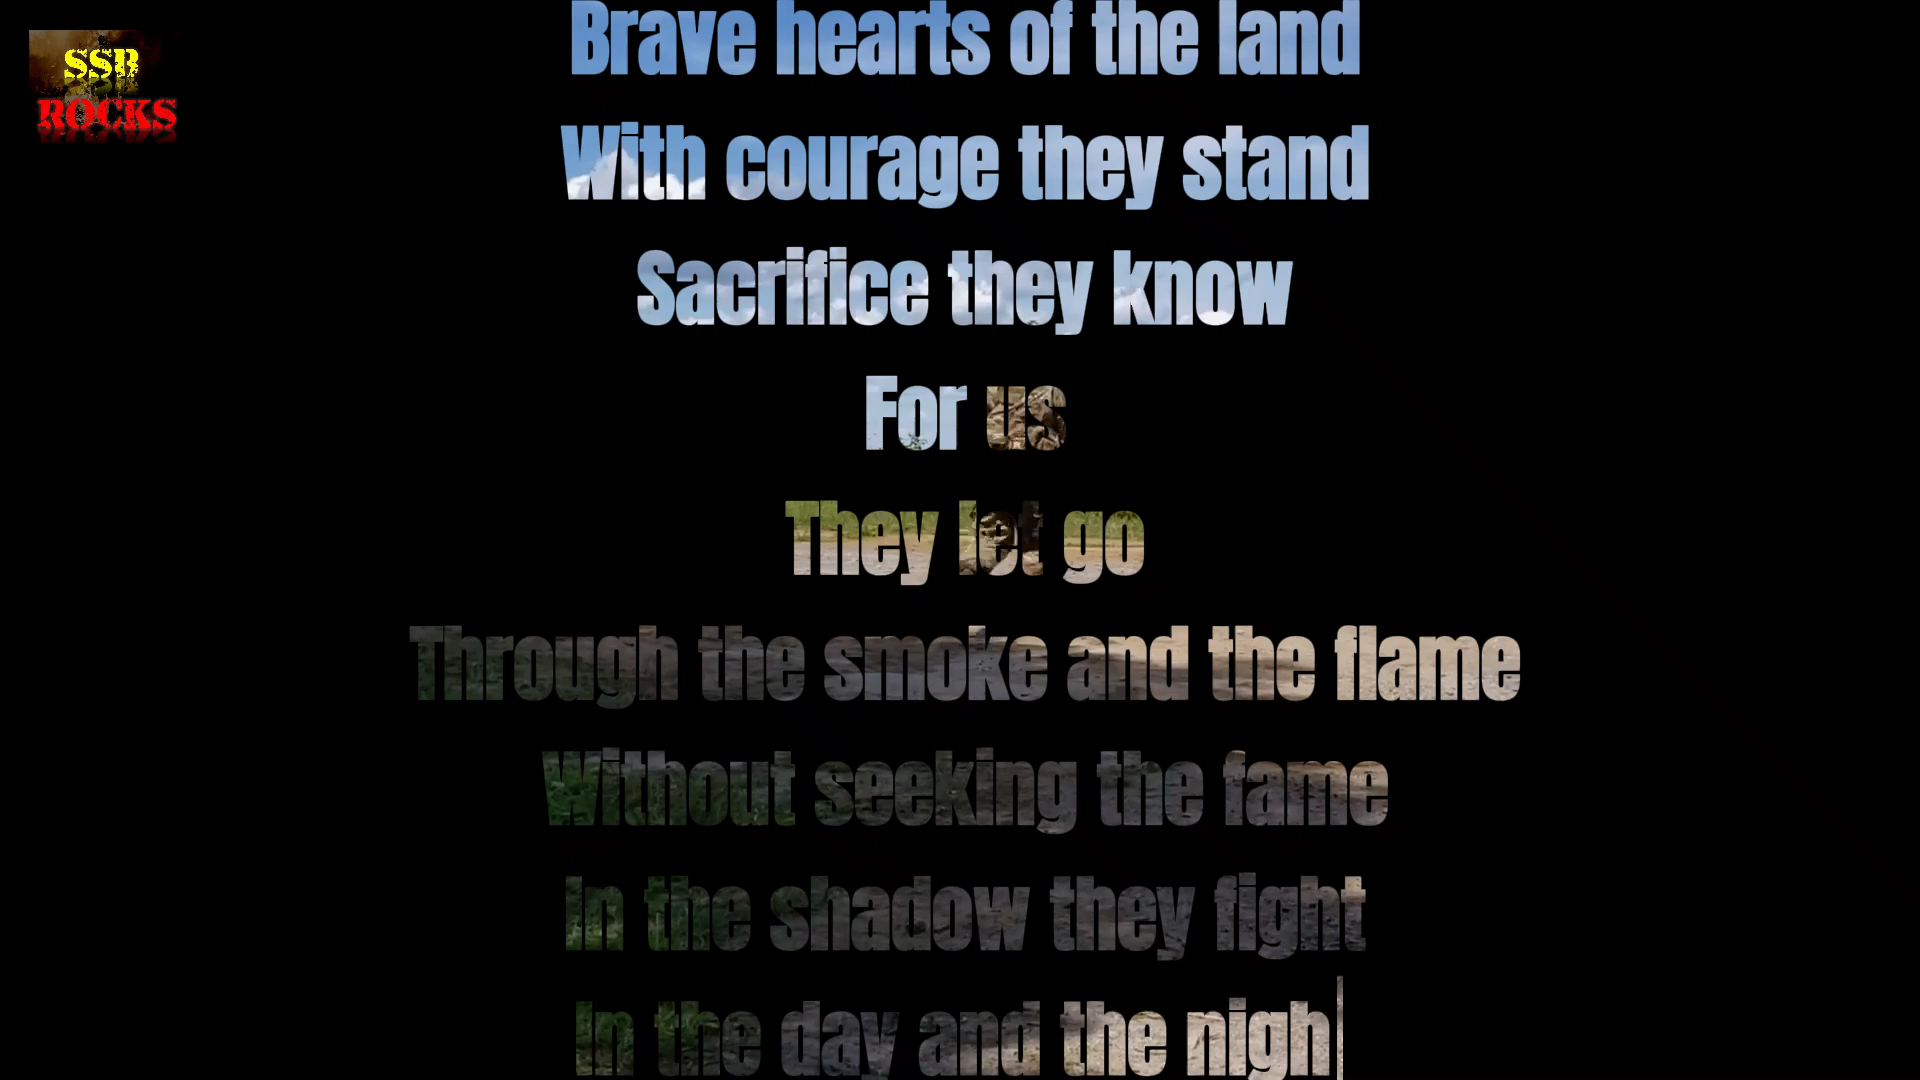 SSB
ROCKS
Brave hearts of the land
With courage they stand
Sacrifice they know
For us
They let go
Through the smoke and the flame
Without seeking the fame
In the shadow they fight
In the day and the nigh